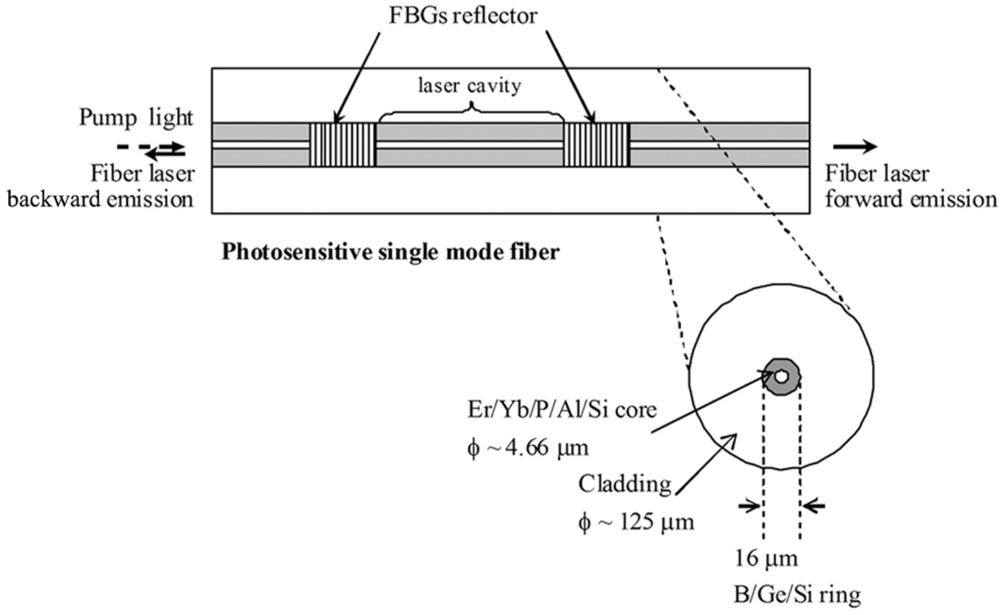 FBGs reflector
laser cavity
Pump light
Fiber laser
backward emission
Fiber laser
forward emission
Photosensitive single mode fiber
Er/Yb/P/Al/Si core
ϕ ~ 4.66 μm
Cladding
ϕ ~ 125 μm
16 μm
B/Ge/Si ring